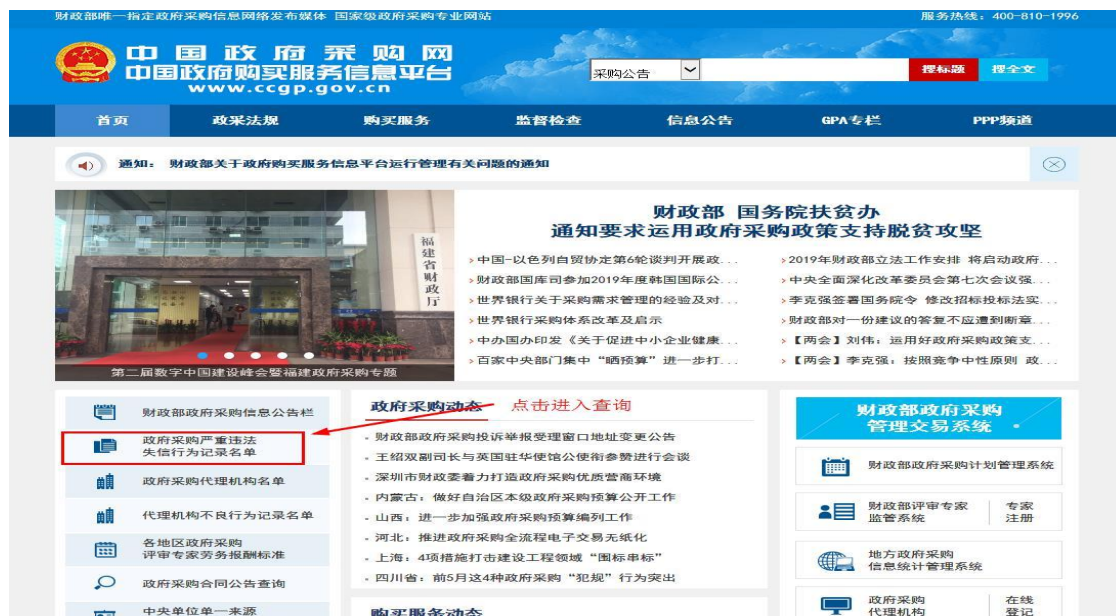 财政部唯一指定政府采购信息网络发布媒体 国家级政府采购专业网站
服务热线：400-810-1996
中国政府采购网
中国政府购买服务信息平台
www.ccgp.gov.cn
采购公告
搜标题
搜全文
首页
政采法规
购买服务
监督检查
信息公告
GPA专栏
PPP频道
通知： 财政部关于政府购买服务信息平台运行管理有关问题的通知
福建省财政厅
第二届数字中国建设峰会暨福建政府采购专题
财政部 国务院扶贫办
通知要求运用政府采购政策支持脱贫攻坚
中国-以色列自贸协定第6轮谈判开展政...
财政部国库司参加2019年度韩国国际公...
世界银行关于采购需求管理的经验及对...
世界银行采购体系改革及启示
中办国办印发《关于促进中小企业健康...
百家中央部门集中“晒预算”进一步打...
2019年财政部立法工作安排 将启动政府...
中央全面深化改革委员会第七次会议强...
李克强签署国务院令 修改招标投标法实...
财政部对一份建议的答复不应遭到断章...
【两会】刘伟：运用好政府采购政策支...
【两会】李克强：按照竞争中性原则 政...
财政部政府采购信息公告栏
政府采购严重违法
失信行为记录名单
政府采购代理机构名单
代理机构不良行为记录名单
各地区政府采购
评审专家劳务报酬标准
政府采购合同公告查询
中央单位单一来源
政府采购动态
点击进入查询
财政部政府采购投诉举报受理窗口地址变更公告
王绍双副司长与英国驻华使馆公使衔参赞进行会谈
深圳市财政委着力打造政府采购优质营商环境
内蒙古：做好自治区本级政府采购预算公开工作
山西：进一步加强政府采购预算编列工作
河北：推进政府采购全流程电子交易无纸化
上海：4项措施打击建设工程领域“围标串标”
四川省：前5月这4种政府采购“犯规”行为突出
购买服务动态
财政部政府采购
管理交易系统
财政部政府采购计划管理系统
财政部评审专家
监管系统
专家
注册
地方政府采购
信息统计管理系统
政府采购
代理机构
在线
登记